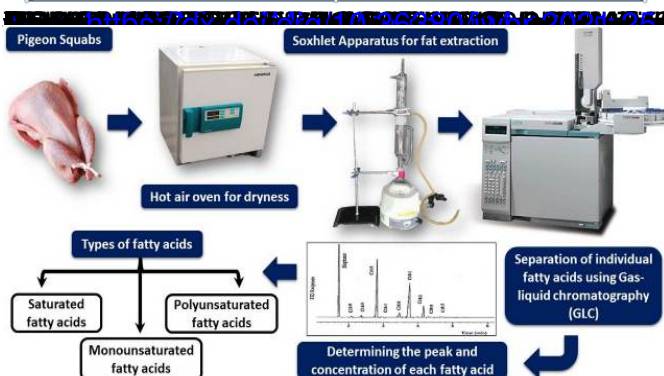 Pigeon Squabs
Soxhlet Apparatus for fat extraction
Hot air oven for dryness
Types of fatty acids
Saturated
fatty acids
Polyunsaturated
fatty acids
Monounsaturated
fatty acids
Separation of individual
fatty acids using Gas-
liquid chromatography
(GLC)
Determining the peak and
concentration of each fatty acid